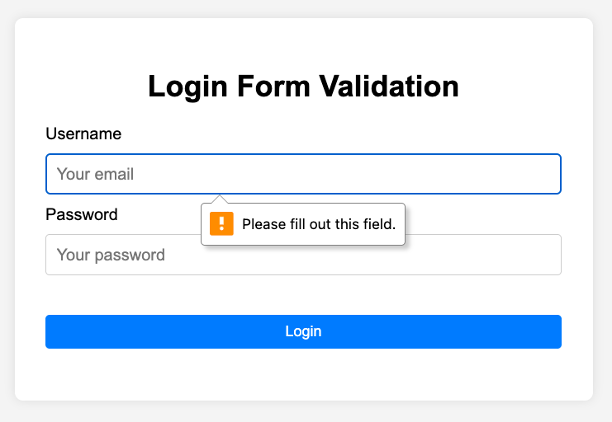 Login Form Validation
Username
Your email
Password
Please fill out this field.
Your password
Login